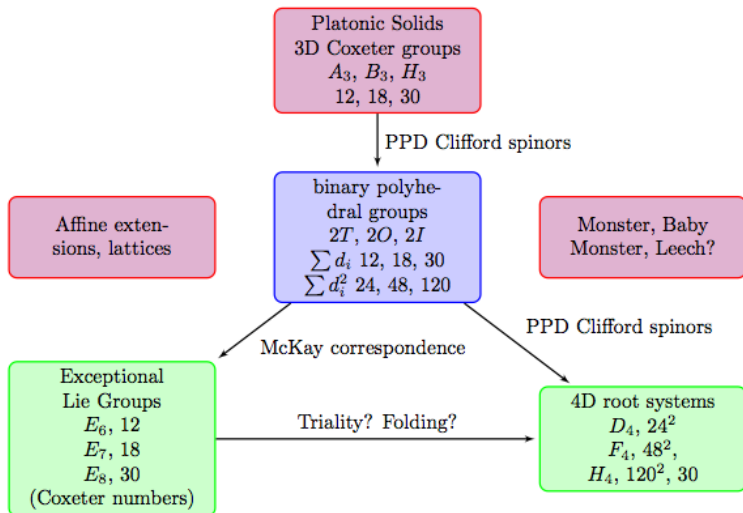 Platonic Solids
3D Coxeter groups
A₃, B₃, H₃
12, 18, 30
PPD Clifford spinors
binary polyhe-
dral groups
2T, 2O, 2I
∑ dᵢ 12, 18, 30
∑ dᵢ² 24, 48, 120
Affine exten-
sions, lattices
Monster, Baby
Monster, Leech?
McKay correspondence
PPD Clifford spinors
Exceptional
Lie Groups
E₆, 12
E₇, 18
E₈, 30
(Coxeter numbers)
Triality? Folding?
4D root systems
D₄, 24²
F₄, 48²,
H₄, 120², 30